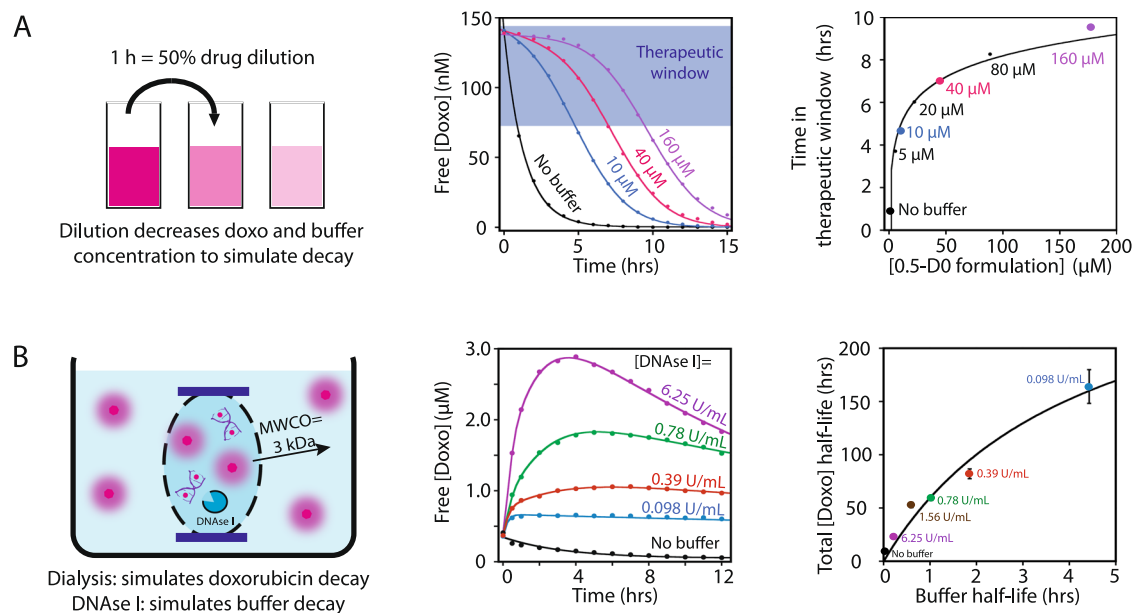 A
1 h = 50% drug dilution
Dilution decreases doxo and buffer
concentration to simulate decay
Free [Doxo] (nM)
150
100
50
0
Therapeutic
window
No buffer
10 µM
40 µM
160 µM
0
5
10
15
Time (hrs)
Time in
therapeutic window (hrs)
10
8
6
4
2
0
160 µM
80 µM
40 µM
20 µM
10 µM
5 µM
No buffer
0
50
100
150
200
[0.5-D0 formulation] (µM)
B
MWCO=
3 kDa
DNAse I
Dialysis: simulates doxorubicin decay
DNAse I: simulates buffer decay
Free [Doxo] (µM)
3.0
2.0
1.0
0
[DNAse I]=
6.25 U/mL
0.78 U/mL
0.39 U/mL
0.098 U/mL
No buffer
0
4
8
12
Time (hrs)
Total [Doxo] half-life (hrs)
200
150
100
50
0
0.098 U/mL
0.39 U/mL
0.78 U/mL
1.56 U/mL
6.25 U/mL
No buffer
0
1
2
3
4
5
Buffer half-life (hrs)